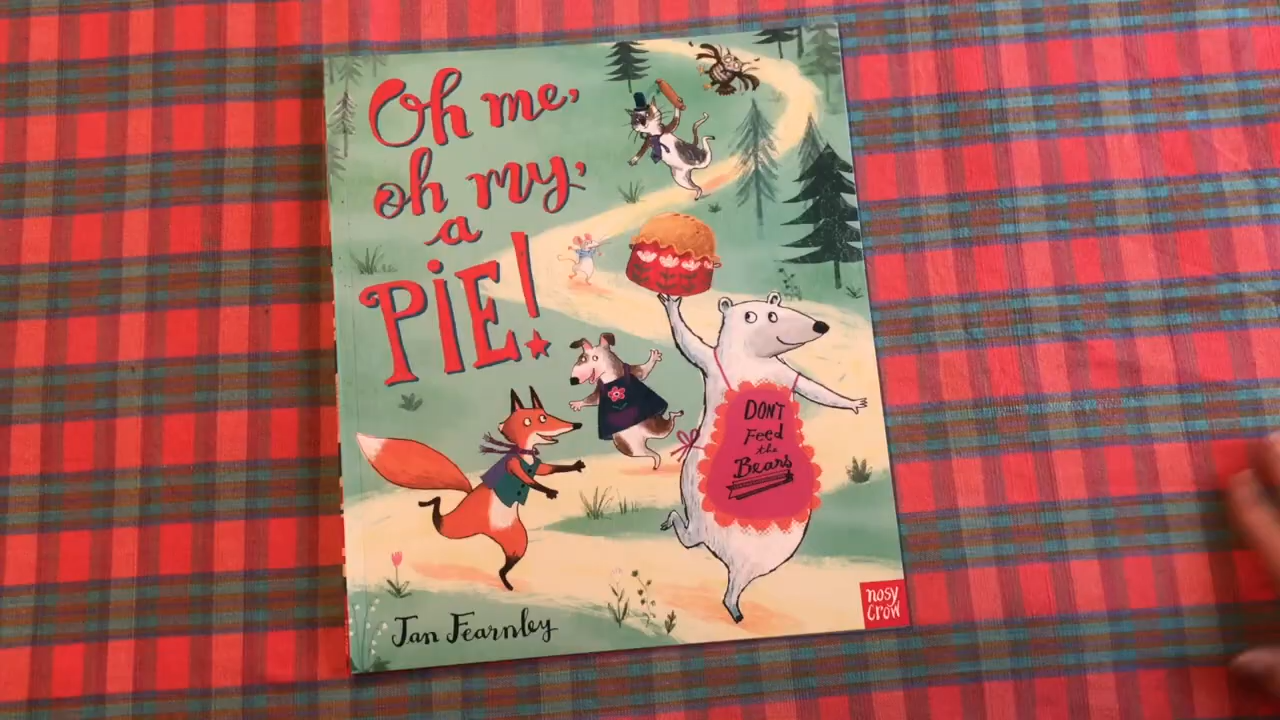 Oh me,
oh my,
a
PIE!
DON'T
Feed
the
Bears
Jan Fearnley
nosy
crow